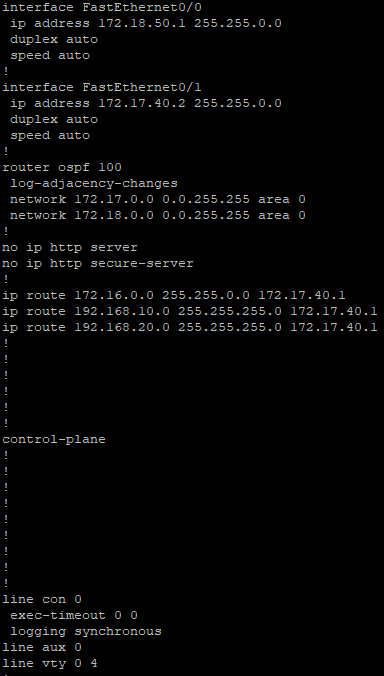 interface FastEthernet0/0
 ip address 172.18.50.1 255.255.0.0
 duplex auto
 speed auto
!
interface FastEthernet0/1
 ip address 172.17.40.2 255.255.0.0
 duplex auto
 speed auto
!
router ospf 100
 log-adjacency-changes
 network 172.17.0.0 0.0.255.255 area 0
 network 172.18.0.0 0.0.255.255 area 0
!
no ip http server
no ip http secure-server
!
ip route 172.16.0.0 255.255.0.0 172.17.40.1
ip route 192.168.10.0 255.255.255.0 172.17.40.1
ip route 192.168.20.0 255.255.255.0 172.17.40.1
!
!
!
!
!
!
control-plane
!
!
!
!
!
!
!
!
!
line con 0
 exec-timeout 0 0
 logging synchronous
line aux 0
line vty 0 4